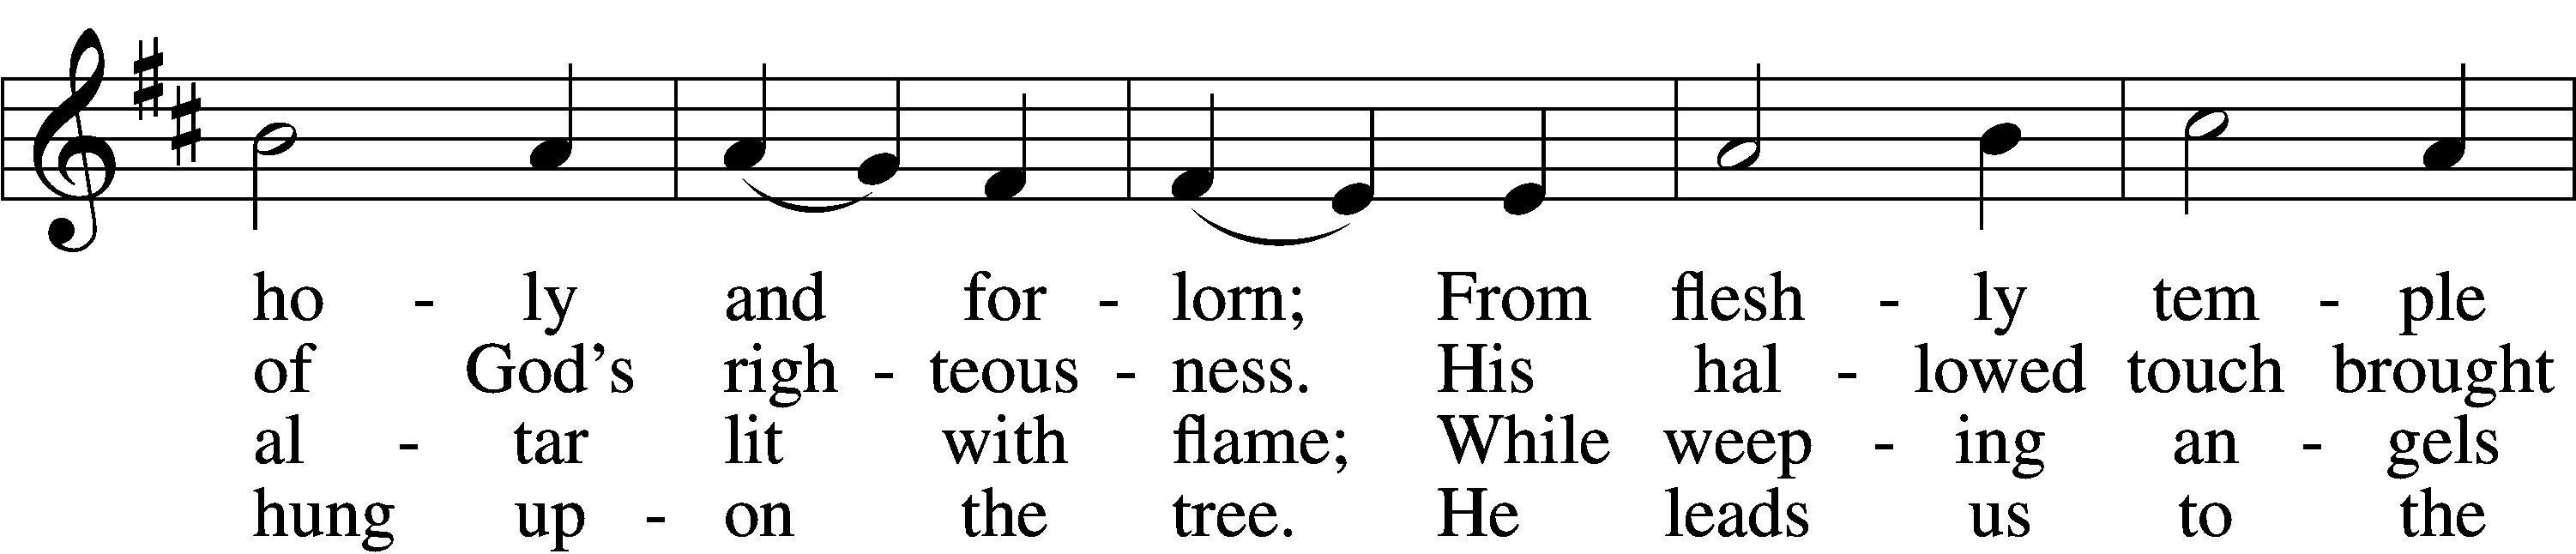 ho - ly and for - lorn; From flesh - ly tem - ple
of God’s righ - teous - ness. His hal - lowed touch brought
al - tar lit with flame; While weep - ing an - gels
hung up - on the tree. He leads us to the